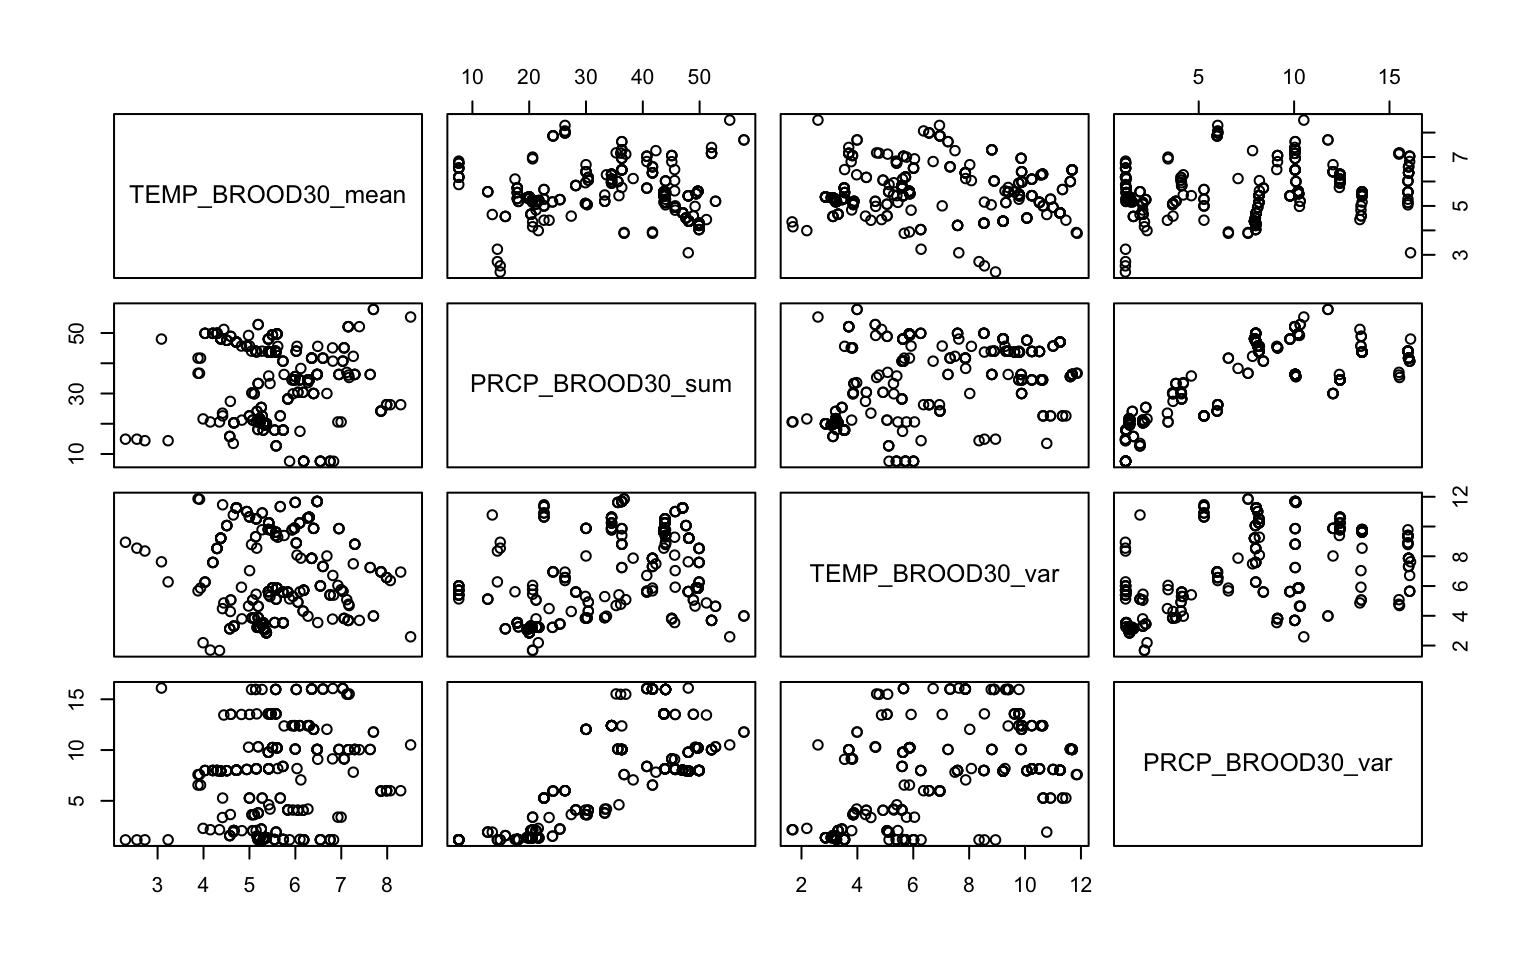 10 20 30 40 50
5 10 15
TEMP_BROOD30_mean
3 5 7
10 30 50
PRCP_BROOD30_sum
TEMP_BROOD30_var
2 4 6 8 12
5 10 15
PRCP_BROOD30_var
3 4 5 6 7 8
2 4 6 8 10 12